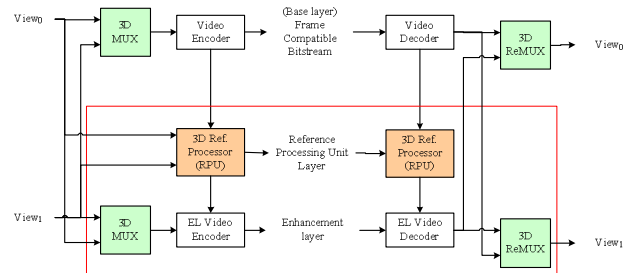 View0
3D
MUX
Video
Encoder
(Base layer)
Frame
Compatible
Bitstream
Video
Decoder
3D
ReMUX
View0
3D Ref.
Processor
(RPU)
Reference
Processing Unit
Layer
3D Ref.
Processor
(RPU)
View1
3D
MUX
EL Video
Encoder
Enhancement
layer
EL Video
Decoder
3D
ReMUX
View1